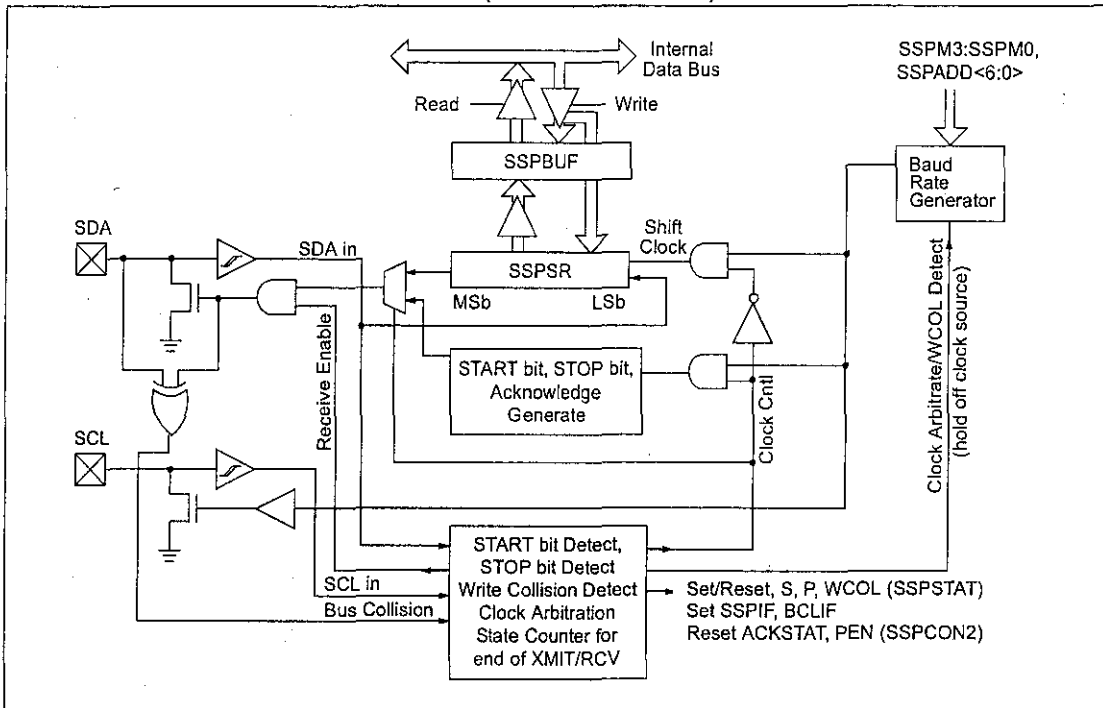 Internal
Data Bus
SSPM3:SSPM0,
SSPADD<6:0>
Read
Write
SSPBUF
Baud
Rate
Generator
SDA
SDA in
Shift
Clock
SSPSR
MSb
LSb
START bit, STOP bit,
Acknowledge
Generate
Receive Enable
Clock Cntl
Clock Arbitrate/WCOL Detect
(hold off clock source)
SCL
SCL in
Bus Collision
START bit Detect,
STOP bit Detect
Write Collision Detect
Clock Arbitration
State Counter for
end of XMIT/RCV
Set/Reset, S, P, WCOL (SSPSTAT)
Set SSPIF, BCLIF
Reset ACKSTAT, PEN (SSPCON2)